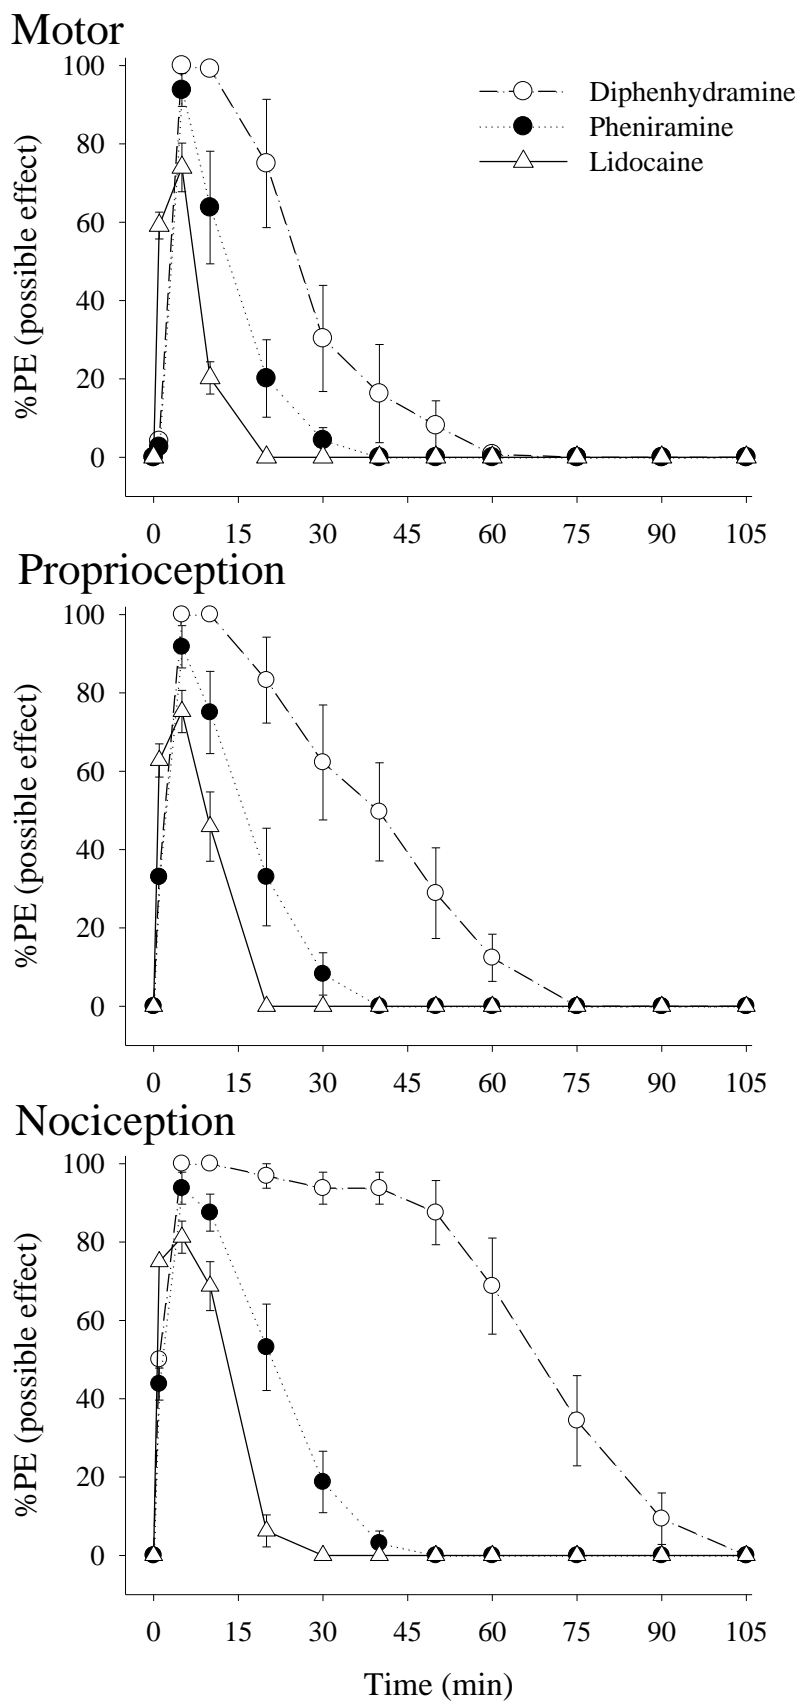 Motor
100
80
60
40
20
0
%PE (possible effect)
Diphenhydramine
Pheniramine
Lidocaine
0 15 30 45 60 75 90 105
Proprioception
100
80
60
40
20
0
%PE (possible effect)
0 15 30 45 60 75 90 105
Nociception
100
80
60
40
20
0
%PE (possible effect)
0 15 30 45 60 75 90 105
Time (min)